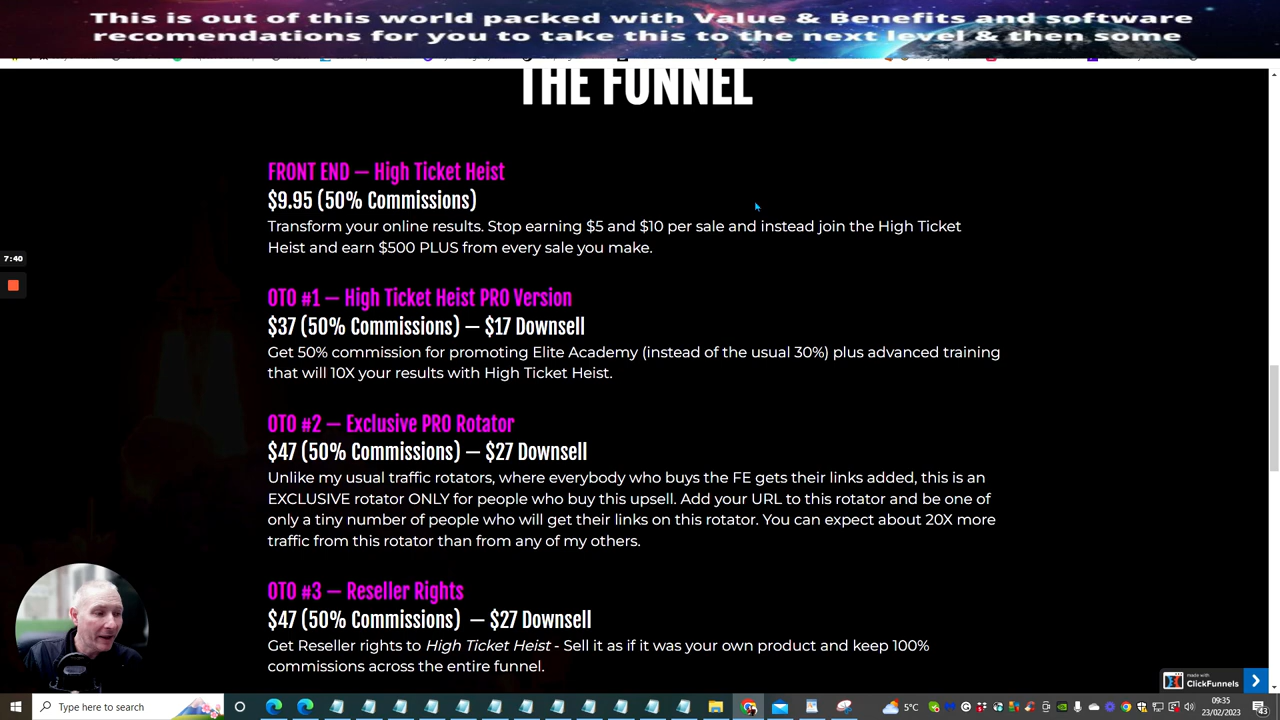 This is out of this world packed with Value & Benefits and software
recomendations for you to take this to the next level & then some
THE FUNNEL
FRONT END — High Ticket Heist
$9.95 (50% Commissions)
Transform your online results. Stop earning $5 and $10 per sale and instead join the High Ticket
Heist and earn $500 PLUS from every sale you make.
7:40
OTO #1 — High Ticket Heist PRO Version
$37 (50% Commissions) — $17 Downsell
Get 50% commission for promoting Elite Academy (instead of the usual 30%) plus advanced training
that will 10X your results with High Ticket Heist.
OTO #2 — Exclusive PRO Rotator
$47 (50% Commissions) — $27 Downsell
Unlike my usual traffic rotators, where everybody who buys the FE gets their links added, this is an
EXCLUSIVE rotator ONLY for people who buy this upsell. Add your URL to this rotator and be one of
only a tiny number of people who will get their links on this rotator. You can expect about 20X more
traffic from this rotator than from any of my others.
OTO #3 — Reseller Rights
$47 (50% Commissions) — $27 Downsell
Get Reseller rights to High Ticket Heist - Sell it as if it was your own product and keep 100%
commissions across the entire funnel.
made with
ClickFunnels
Type here to search
5°C
09:35
23/02/2023